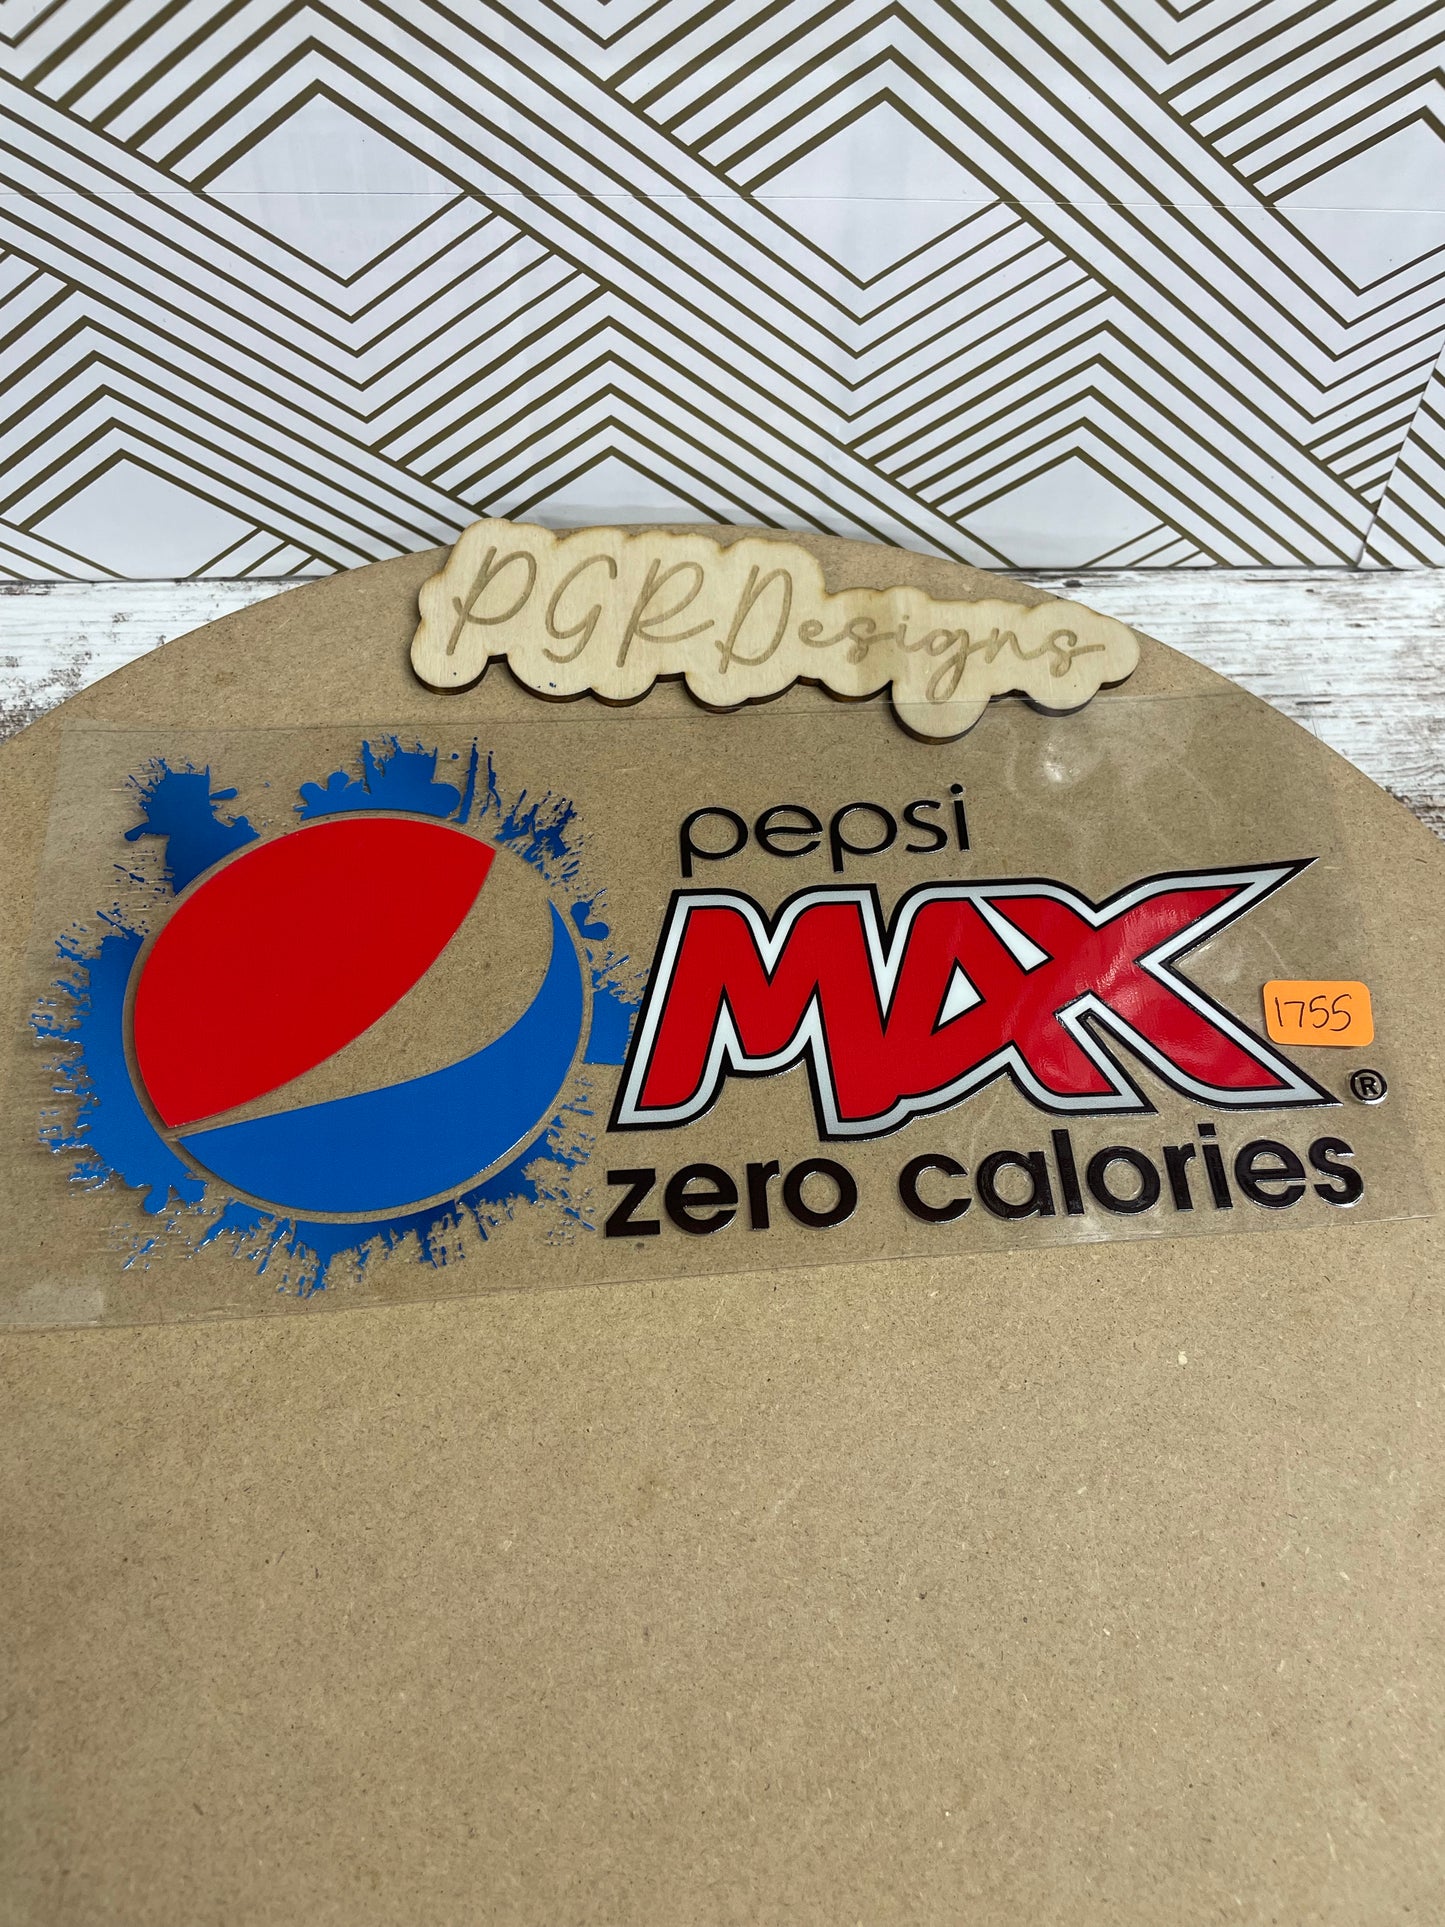 PGRDesigns
pepsi
MAX
1755
®
zero calories